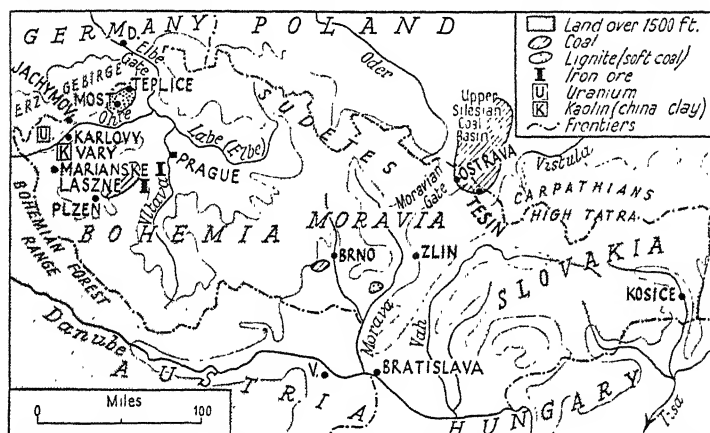 GERMANY
POLAND
Land over 1500 ft.
Coal
Lignite (soft coal)
Iron ore
U Uranium
K Kaolin (china clay)
Frontiers
D.
Elbe
Gate
ERZ GEBIRGE
JACHYMOV
TEPLICE
MOST
Ohre
U
KARLOVY
VARY
K
MARIANSKE
LASZNE
PLZEN
PRAGUE
Labe (Elbe)
Vltava
BOHEMIA
BOHEMIAN FOREST
RANGE
SUDETES
Oder
Upper
Silesian
Coal
Basin
OSTRAVA
TESIN
Vistula
Moravian
Gate
CARPATHIANS
HIGH TATRA
MORAVIA
BRNO
ZLIN
SLOVAKIA
KOSICE
Morava
Vah
Danube
AUSTRIA
V.
BRATISLAVA
HUNGARY
Tisa
Miles
0 100